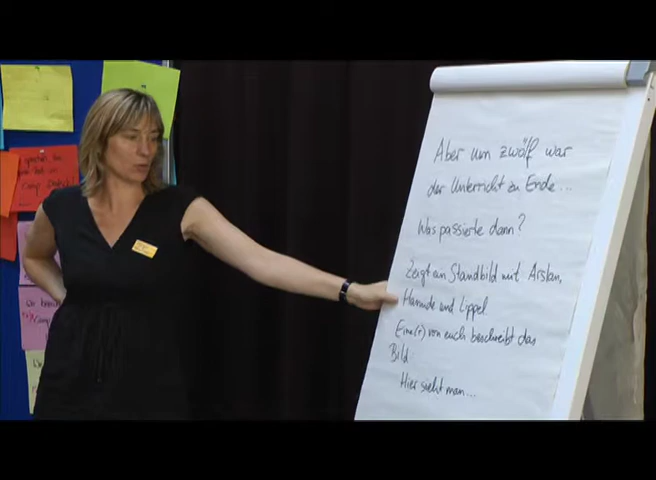 Aber um zwölf war
der Unterricht zu Ende...
Was passierte dann?
Zeigt ein Standbild mit Arslan,
Hamide und Lippel
Eine(r) von euch beschreibt das
Bild
Hier sieht man...